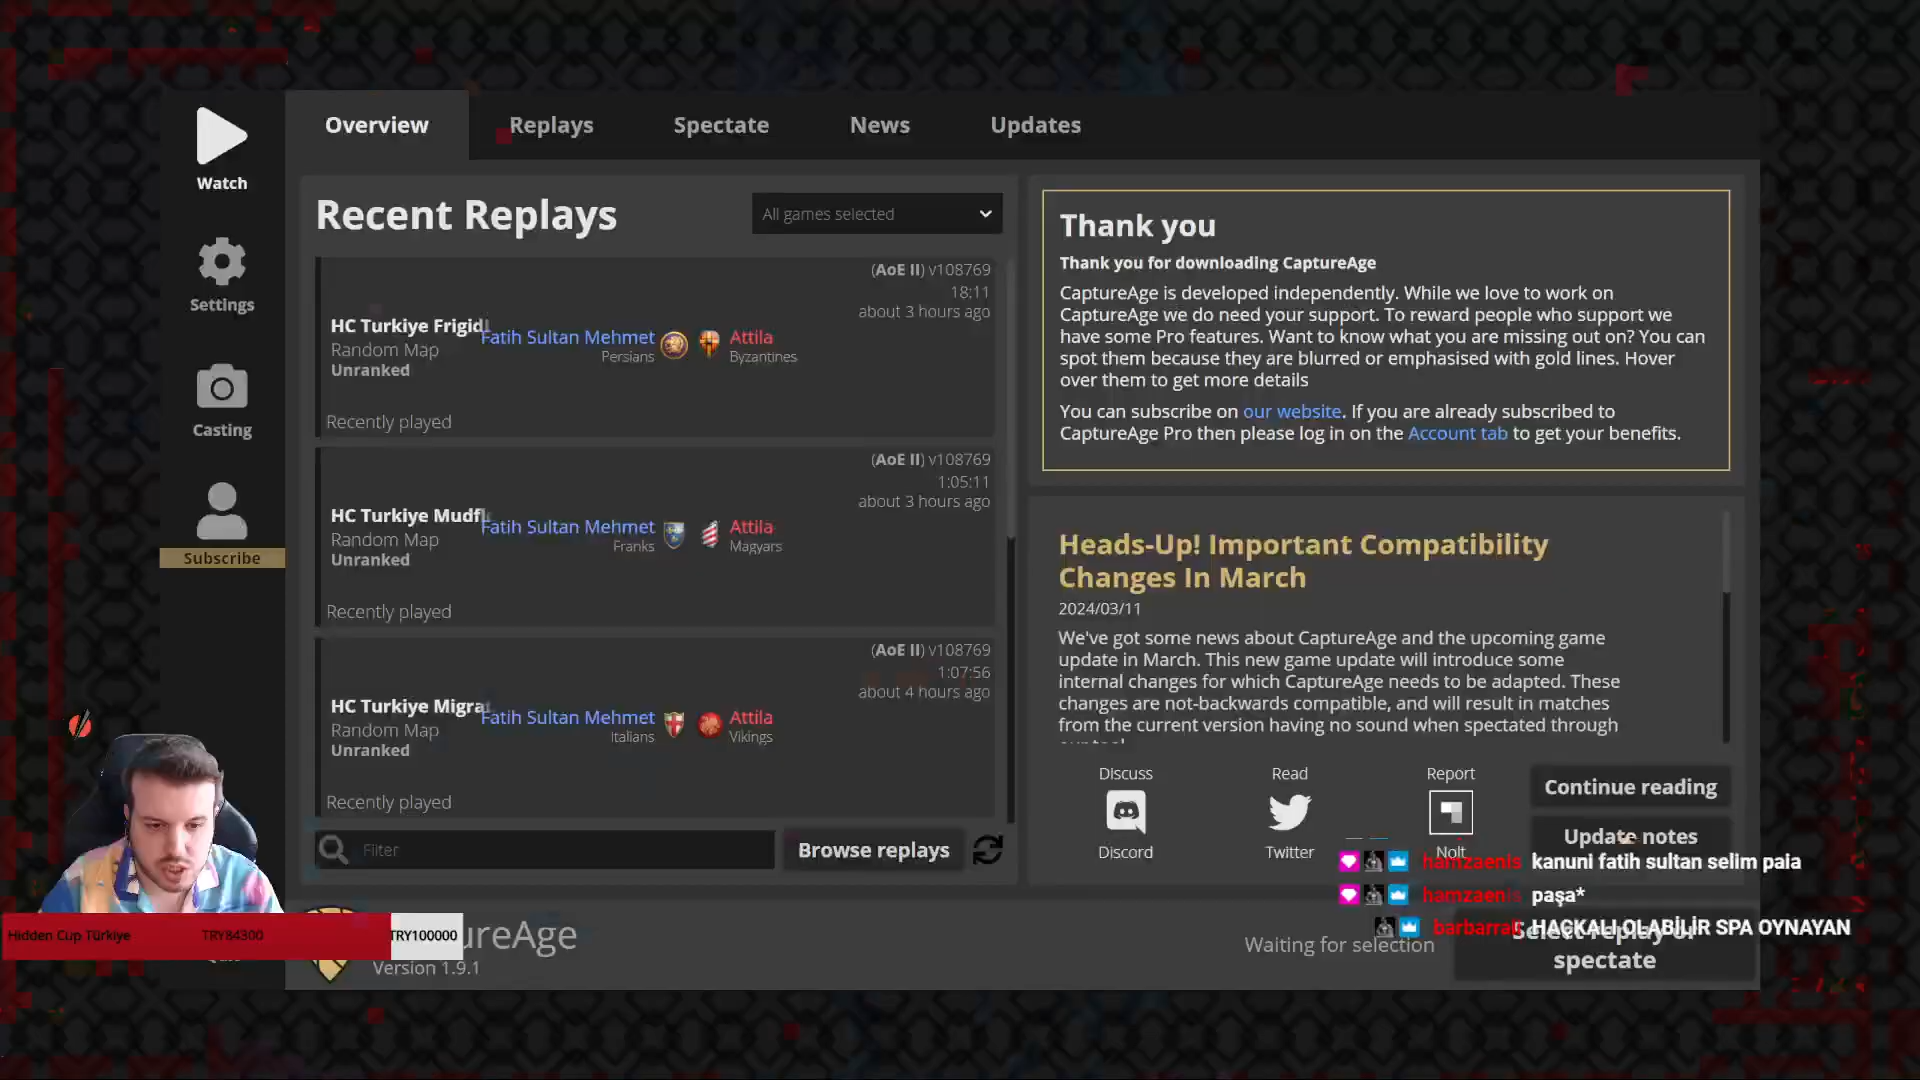 Watch
Settings
Casting
Subscribe
Overview
Replays
Spectate
News
Updates
Recent Replays
All games selected
(AoE II) v108769
18:11
about 3 hours ago
HC Turkiye Frigid
Random Map
Unranked
Fatih Sultan Mehmet
Persians
Attila
Byzantines
Recently played
(AoE II) v108769
1:05:11
about 3 hours ago
HC Turkiye Mudfl
Random Map
Unranked
Fatih Sultan Mehmet
Franks
Attila
Magyars
Recently played
(AoE II) v108769
1:07:56
about 4 hours ago
HC Turkiye Migra
Random Map
Unranked
Fatih Sultan Mehmet
Italians
Attila
Vikings
Recently played
Filter
Browse replays
Thank you
Thank you for downloading CaptureAge
CaptureAge is developed independently. While we love to work on
CaptureAge we do need your support. To reward people who support we
have some Pro features. Want to know what you are missing out on? You can
spot them because they are blurred or emphasised with gold lines. Hover
over them to get more details
You can subscribe on our website. If you are already subscribed to
CaptureAge Pro then please log in on the Account tab to get your benefits.
Heads-Up! Important Compatibility
Changes In March
2024/03/11
We've got some news about CaptureAge and the upcoming game
update in March. This new game update will introduce some
internal changes for which CaptureAge needs to be adapted. These
changes are not-backwards compatible, and will result in matches
from the current version having no sound when spectated through
Discuss
Discord
Read
Twitter
Report
Nolt
Continue reading
Update notes
hamzaenis kanuni fatih sultan selim paia
hamzaenis paşa*
HACKALI OLABİLİR SPA OYNAYAN
Waiting for selection
Select replay or
spectate
Hidden Cup Türkiye
TRY84300
TRY100000
ureAge
Version 1.9.1